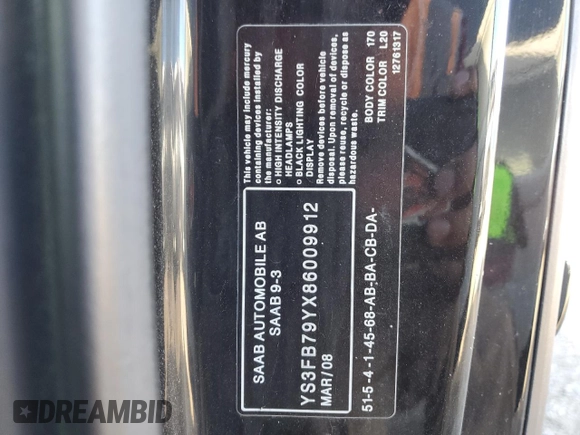 This vehicle may include mercury
containing devices installed by
the manufacturer:
o HIGH INTENSITY DISCHARGE
HEADLAMPS
o BLACK LIGHTING COLOR
DISPLAY
Remove devices before vehicle
disposal. Upon removal of devices,
please reuse, recycle or dispose as
hazardous waste.
BODY COLOR 170
TRIM COLOR L20
12761317
SAAB AUTOMOBILE AB
SAAB 9-3
YS3FB79YX86009912
MAR/08
51-5-4-1-45-68-AB-BA-CB-DA-
DREAMBID